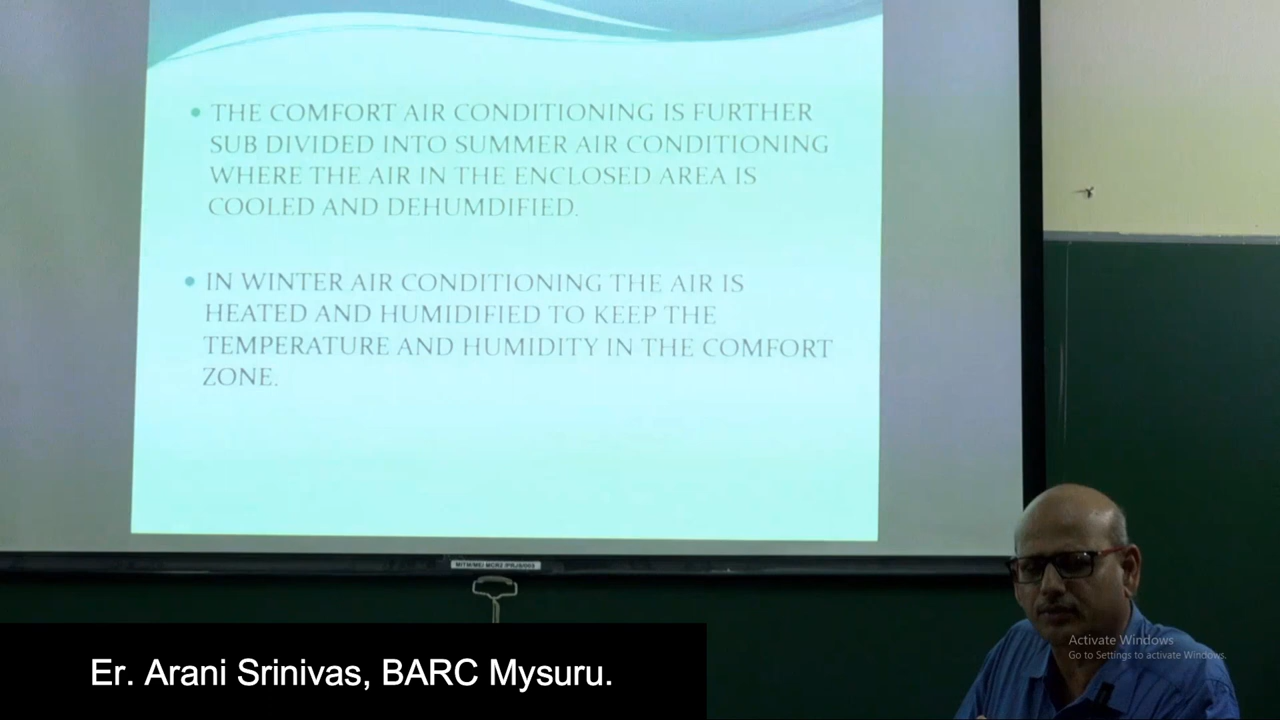 THE COMFORT AIR CONDITIONING IS FURTHER
SUB DIVIDED INTO SUMMER AIR CONDITIONING
WHERE THE AIR IN THE ENCLOSED AREA IS
COOLED AND DEHUMDIFIED.
IN WINTER AIR CONDITIONING THE AIR IS
HEATED AND HUMIDIFIED TO KEEP THE
TEMPERATURE AND HUMIDITY IN THE COMFORT
ZONE.
Activate Windows
Go to Settings to activate Windows.
Er. Arani Srinivas, BARC Mysuru.